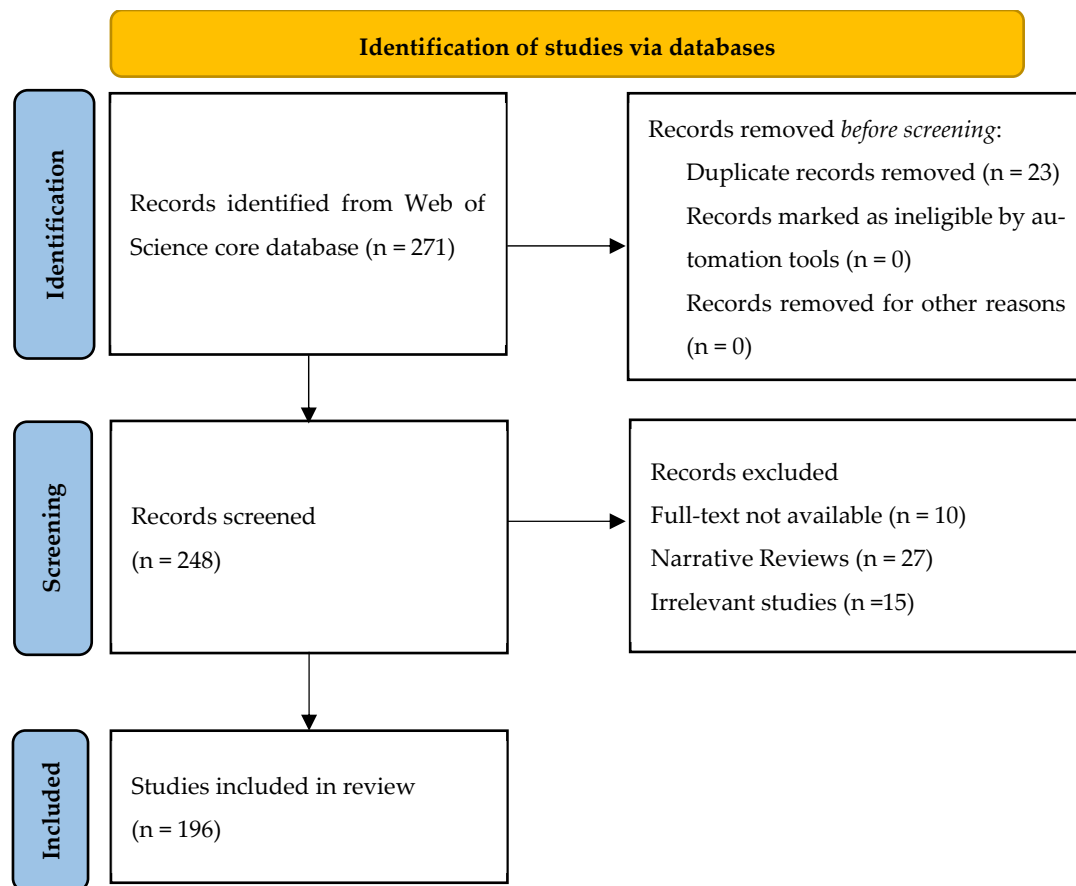 Identification of studies via databases
Identification
Records identified from Web of
Science core database (n = 271)
Records removed before screening:
Duplicate records removed (n = 23)
Records marked as ineligible by au-
tomation tools (n = 0)
Records removed for other reasons
(n = 0)
Screening
Records screened
(n = 248)
Records excluded
Full-text not available (n = 10)
Narrative Reviews (n = 27)
Irrelevant studies (n =15)
Included
Studies included in review
(n = 196)